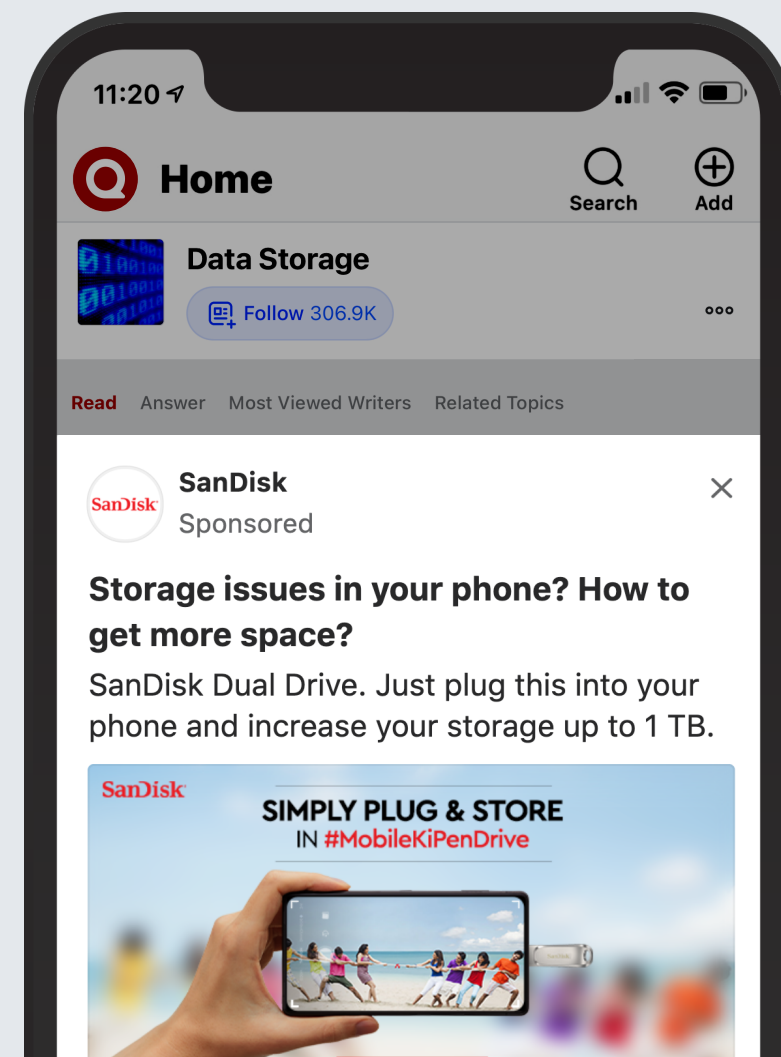 11:20
Home
Search
Add
Data Storage
Follow 306.9K
Read Answer Most Viewed Writers Related Topics
SanDisk
SanDisk
Sponsored
Storage issues in your phone? How to
get more space?
SanDisk Dual Drive. Just plug this into your
phone and increase your storage up to 1 TB.
SanDisk
SIMPLY PLUG & STORE
IN #MobileKiPenDrive